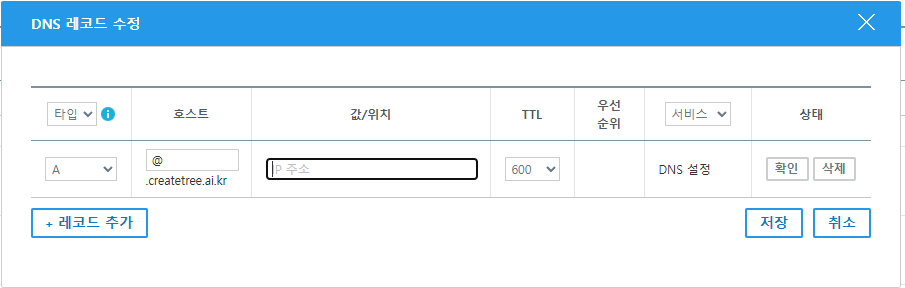 DNS 레코드 수정
타입 호스트 값/위치 TTL 우선 순위 서비스 상태
A @ IP 주소 600 DNS 설정 확인 삭제
.createtree.ai.kr
+ 레코드 추가 저장 취소